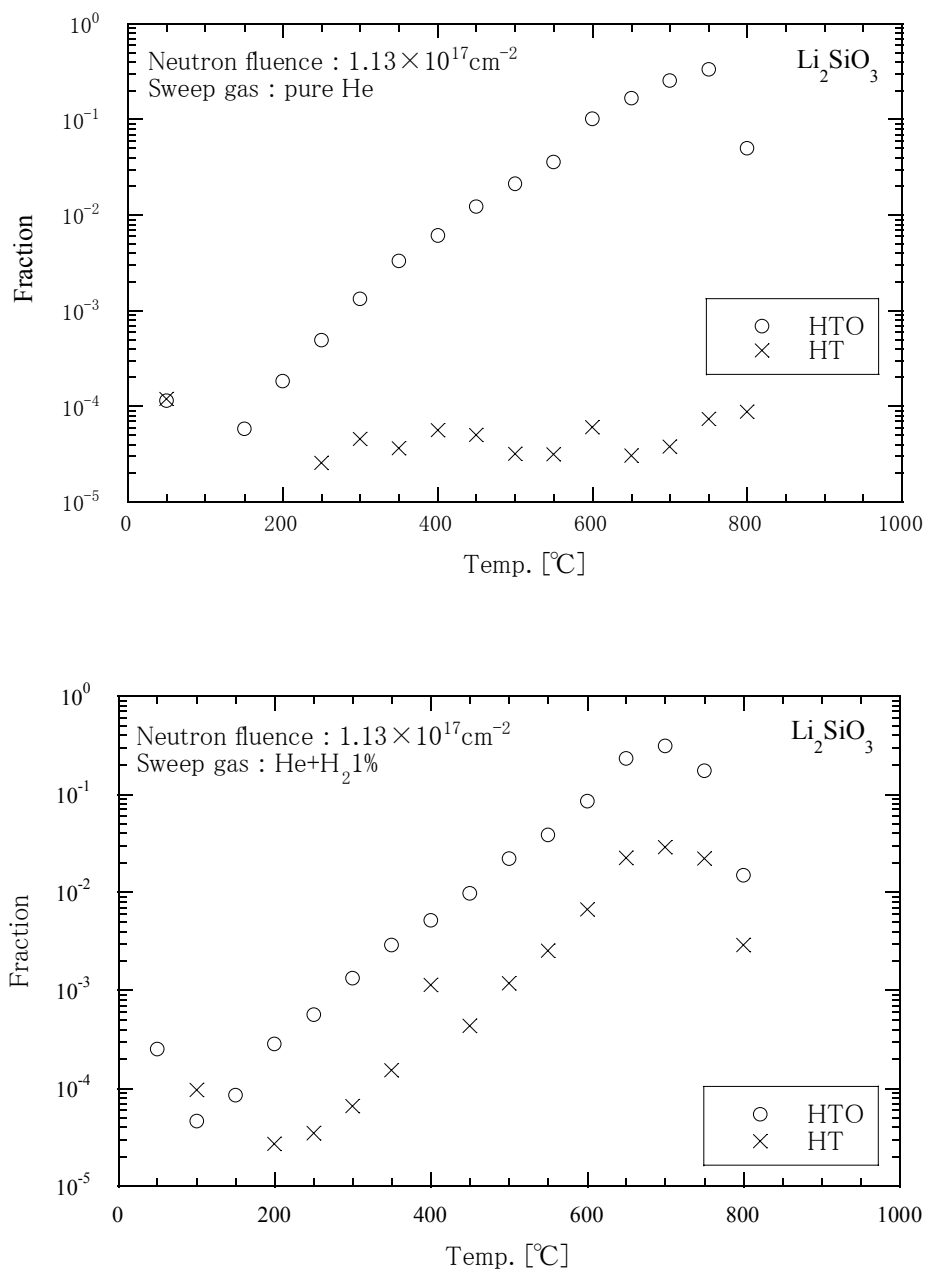 10⁰
Neutron fluence : 1.13×10¹⁷cm⁻²
Li₂SiO₃
Sweep gas : pure He
10⁻¹
10⁻²
Fraction
10⁻³
HTO
HT
10⁻⁴
10⁻⁵
0 200 400 600 800 1000
Temp. [℃]
10⁰
Neutron fluence : 1.13×10¹⁷cm⁻²
Li₂SiO₃
Sweep gas : He+H₂1%
10⁻¹
10⁻²
Fraction
10⁻³
10⁻⁴
HTO
HT
10⁻⁵
0 200 400 600 800 1000
Temp. [℃]